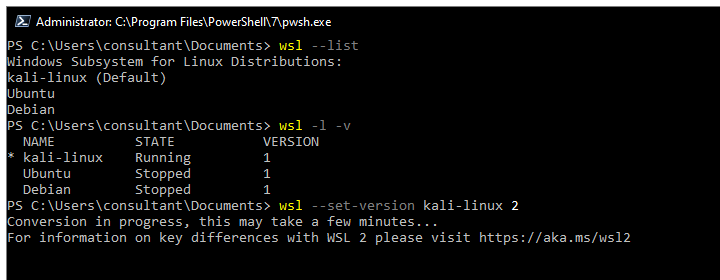 Administrator: C:\Program Files\PowerShell\7\pwsh.exe
PS C:\Users\consultant\Documents> wsl --list
Windows Subsystem for Linux Distributions:
kali-linux (Default)
Ubuntu
Debian
PS C:\Users\consultant\Documents> wsl -l -v
  NAME          STATE           VERSION
* kali-linux    Running         1
  Ubuntu        Stopped         1
  Debian        Stopped         1
PS C:\Users\consultant\Documents> wsl --set-version kali-linux 2
Conversion in progress, this may take a few minutes...
For information on key differences with WSL 2 please visit https://aka.ms/wsl2